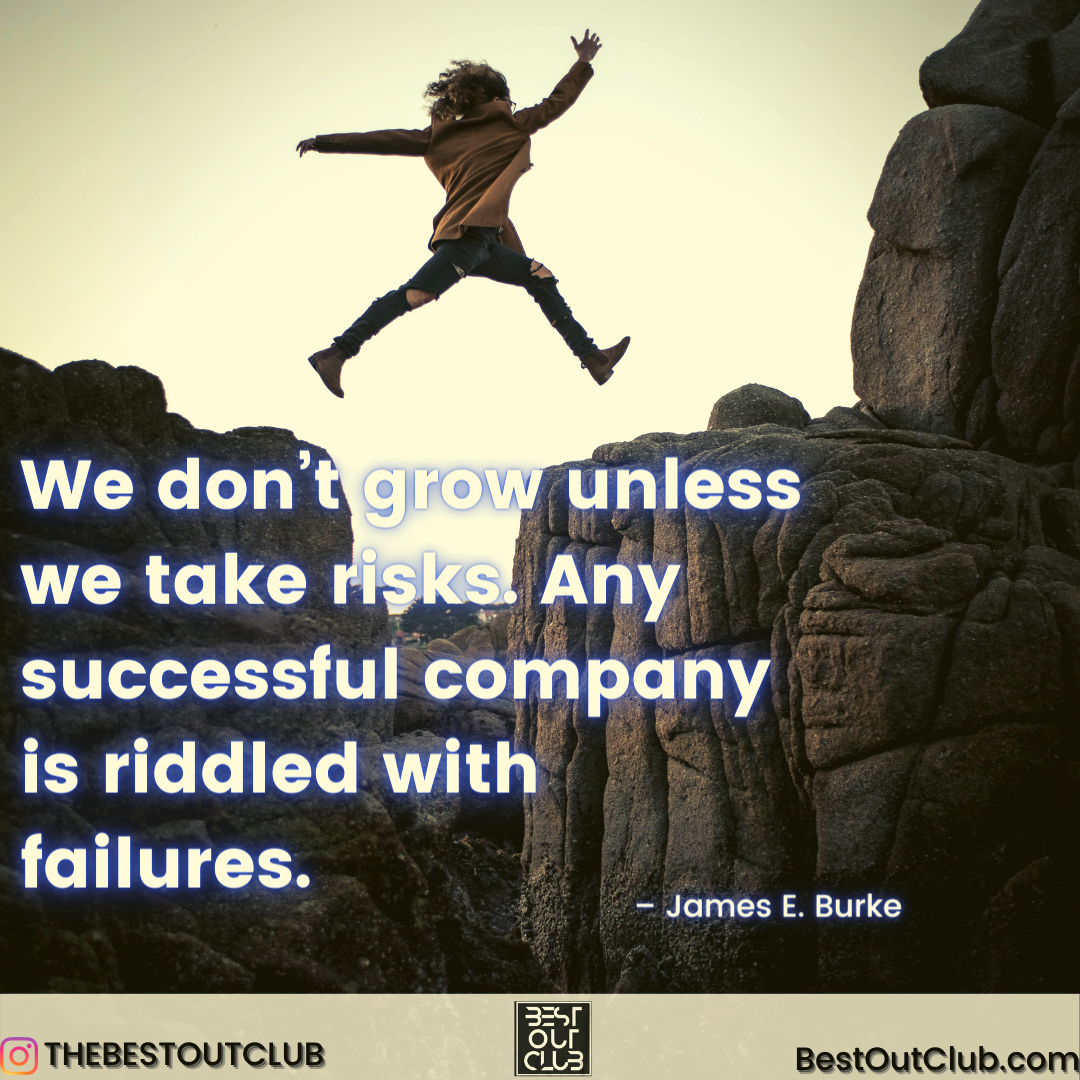 We don’t grow unless
we take risks. Any
successful company
is riddled with
failures.
– James E. Burke
THEBESTOUTCLUB
BEST
OUT
CLUB
BestOutClub.com